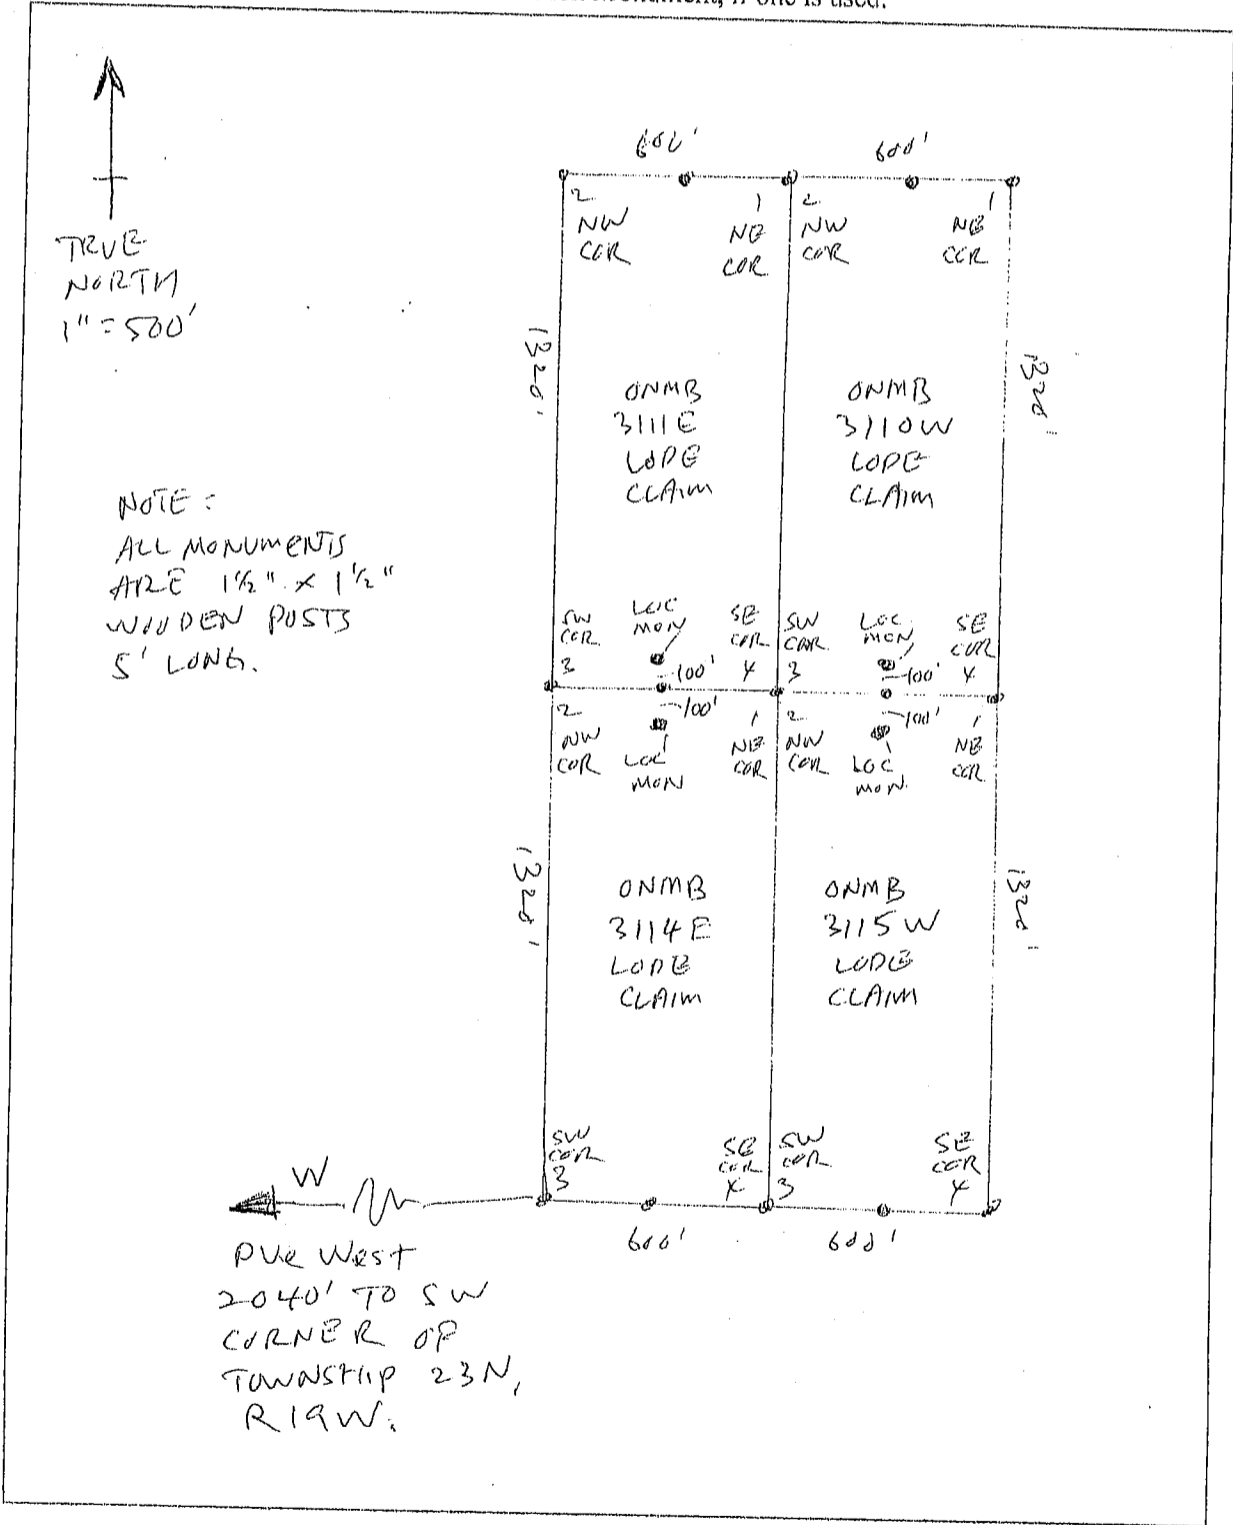 if one is used.
TRUE
NORTH
1" = 500'
600'
600'
2
NW
COR
1
NE
COR
2
NW
COR
1
NE
COR
1320'
1320'
ONMB
3111E
LODE
CLAIM
ONMB
3110W
LODE
CLAIM
NOTE:
ALL MONUMENTS
ARE 1½" x 1½"
WOODEN POSTS
5' LONG.
SW
COR.
3
LOC
MON
100'
SE
COR
4
SW
COR.
3
LOC.
MON.
100'
SE
COR
4
2
NW
COR
100'
LOC
MON
1
NE
COR
2
NW
COR
100'
LOC
MON.
1
NE
COR
1320'
1320'
ONMB
3114E
LODE
CLAIM
ONMB
3115W
LODE
CLAIM
SW
COR
3
SE
COR
4
SW
COR
3
SE
COR
4
W
600'
600'
DUE West
2040' TO SW
CORNER OF
TOWNSHIP 23N,
R19W.